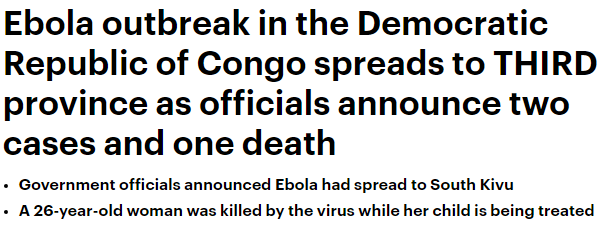 Ebola outbreak in the Democratic
Republic of Congo spreads to THIRD
province as officials announce two
cases and one death
• Government officials announced Ebola had spread to South Kivu
• A 26-year-old woman was killed by the virus while her child is being treated